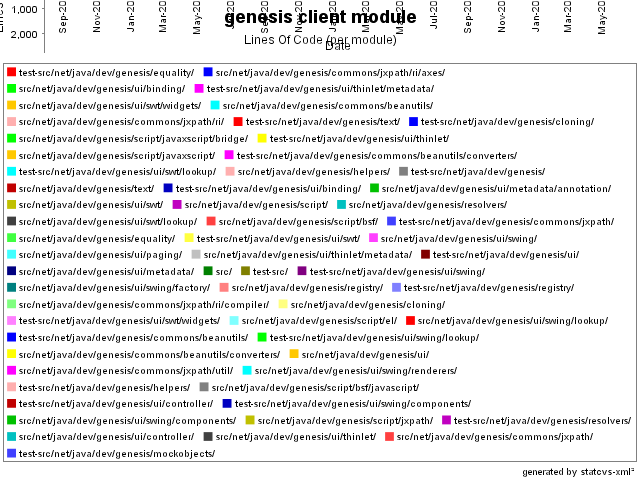 genesis client module
Lines Of Code (per module)
1,000
2,000
Sep-20 Nov-20 Jan-20 Mar-20 May-20 Sep-20 Nov-20 Jan-20 Mar-20 May-20 Jul-20 Sep-20 Nov-20 Jan-20 Mar-20 May-20
Date
test-src/net/java/dev/genesis/equality/ src/net/java/dev/genesis/commons/jxpath/ri/axes/
src/net/java/dev/genesis/ui/binding/ test-src/net/java/dev/genesis/ui/thinlet/metadata/
src/net/java/dev/genesis/ui/swt/widgets/ src/net/java/dev/genesis/commons/beanutils/
src/net/java/dev/genesis/commons/jxpath/ri/ test-src/net/java/dev/genesis/text/ test-src/net/java/dev/genesis/cloning/
src/net/java/dev/genesis/script/javaxscript/bridge/ test-src/net/java/dev/genesis/ui/thinlet/
src/net/java/dev/genesis/script/javaxscript/ test-src/net/java/dev/genesis/commons/beanutils/converters/
test-src/net/java/dev/genesis/ui/swt/lookup/ src/net/java/dev/genesis/helpers/ test-src/net/java/dev/genesis/
src/net/java/dev/genesis/text/ test-src/net/java/dev/genesis/ui/binding/ src/net/java/dev/genesis/ui/metadata/annotation/
src/net/java/dev/genesis/ui/swt/ src/net/java/dev/genesis/script/ src/net/java/dev/genesis/resolvers/
src/net/java/dev/genesis/ui/swt/lookup/ src/net/java/dev/genesis/script/bsf/ test-src/net/java/dev/genesis/commons/jxpath/
src/net/java/dev/genesis/equality/ test-src/net/java/dev/genesis/ui/swt/ src/net/java/dev/genesis/ui/swing/
src/net/java/dev/genesis/ui/paging/ src/net/java/dev/genesis/ui/thinlet/metadata/ test-src/net/java/dev/genesis/ui/
src/net/java/dev/genesis/ui/metadata/ src/ test-src/ test-src/net/java/dev/genesis/ui/swing/
src/net/java/dev/genesis/ui/swing/factory/ src/net/java/dev/genesis/registry/ test-src/net/java/dev/genesis/registry/
src/net/java/dev/genesis/commons/jxpath/ri/compiler/ src/net/java/dev/genesis/cloning/
test-src/net/java/dev/genesis/ui/swt/widgets/ src/net/java/dev/genesis/script/el/ src/net/java/dev/genesis/ui/swing/lookup/
test-src/net/java/dev/genesis/commons/beanutils/ test-src/net/java/dev/genesis/ui/swing/lookup/
src/net/java/dev/genesis/commons/beanutils/converters/ src/net/java/dev/genesis/ui/
src/net/java/dev/genesis/commons/jxpath/util/ src/net/java/dev/genesis/ui/swing/renderers/
test-src/net/java/dev/genesis/helpers/ src/net/java/dev/genesis/script/bsf/javascript/
test-src/net/java/dev/genesis/ui/controller/ test-src/net/java/dev/genesis/ui/swing/components/
src/net/java/dev/genesis/ui/swing/components/ src/net/java/dev/genesis/script/jxpath/ test-src/net/java/dev/genesis/resolvers/
src/net/java/dev/genesis/ui/controller/ src/net/java/dev/genesis/ui/thinlet/ src/net/java/dev/genesis/commons/jxpath/
test-src/net/java/dev/genesis/mockobjects/
generated by statcvs-xml²